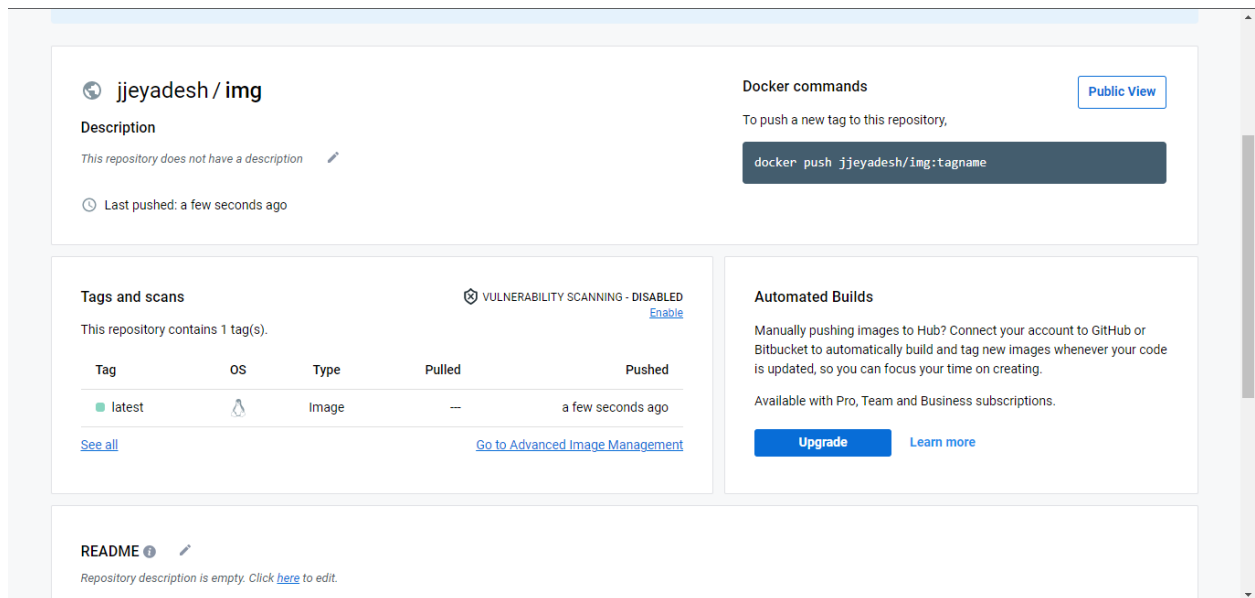 jjeyadesh / img
Description
This repository does not have a description
Last pushed: a few seconds ago
Docker commands
Public View
To push a new tag to this repository,
docker push jjeyadesh/img:tagname
Tags and scans
VULNERABILITY SCANNING - DISABLED
Enable
This repository contains 1 tag(s).
Tag OS Type Pulled Pushed
latest Image --- a few seconds ago
See all Go to Advanced Image Management
Automated Builds
Manually pushing images to Hub? Connect your account to GitHub or
Bitbucket to automatically build and tag new images whenever your code
is updated, so you can focus your time on creating.
Available with Pro, Team and Business subscriptions.
Upgrade Learn more
README
Repository description is empty. Click here to edit.